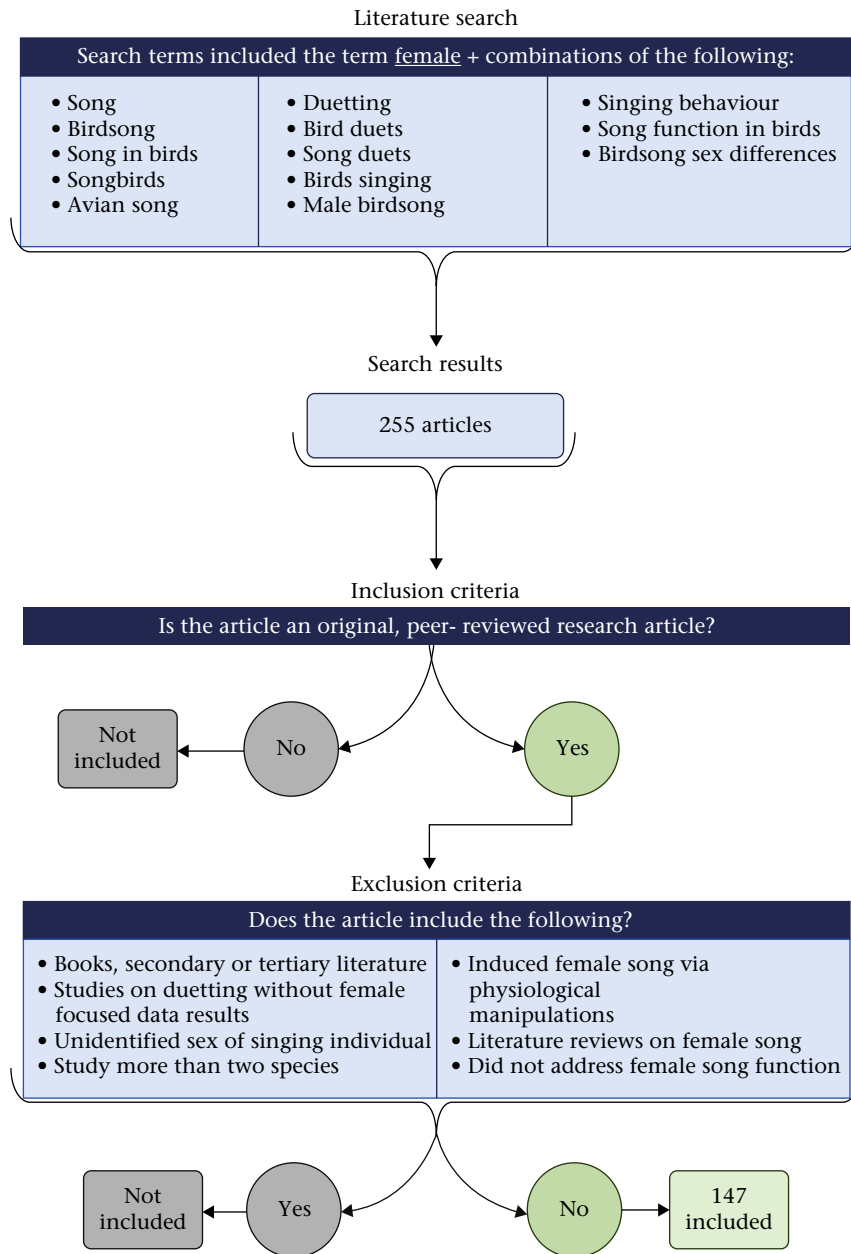 Literature search
Search terms included the term female + combinations of the following:
• Song
• Birdsong
• Song in birds
• Songbirds
• Avian song
• Duetting
• Bird duets
• Song duets
• Birds singing
• Male birdsong
• Singing behaviour
• Song function in birds
• Birdsong sex differences
Search results
255 articles
Inclusion criteria
Is the article an original, peer- reviewed research article?
Not
included
No
Yes
Exclusion criteria
Does the article include the following?
• Books, secondary or tertiary literature
• Studies on duetting without female
focused data results
• Unidentified sex of singing individual
• Study more than two species
• Induced female song via
physiological
manipulations
• Literature reviews on female song
• Did not address female song function
Not
included
Yes
No
147
included